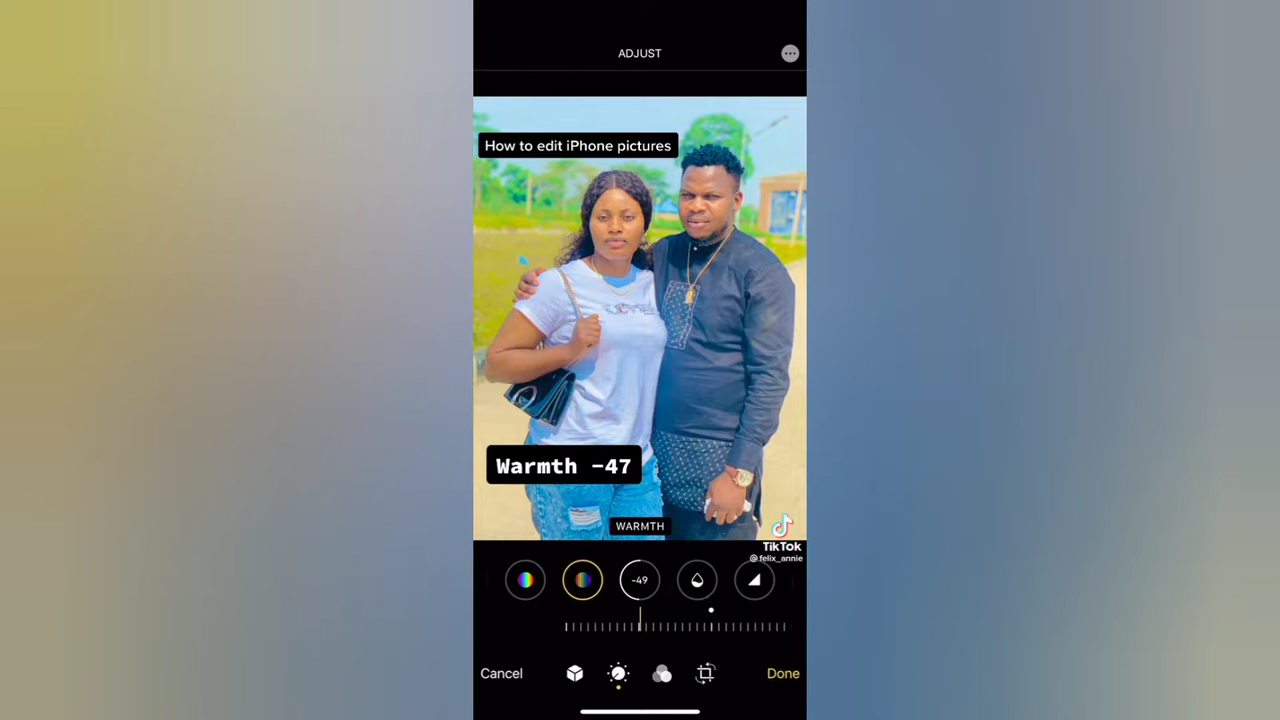 ADJUST
How to edit iPhone pictures
Warmth -47
WARMTH
TikTok
@.felix_annie
-49
Cancel
Done